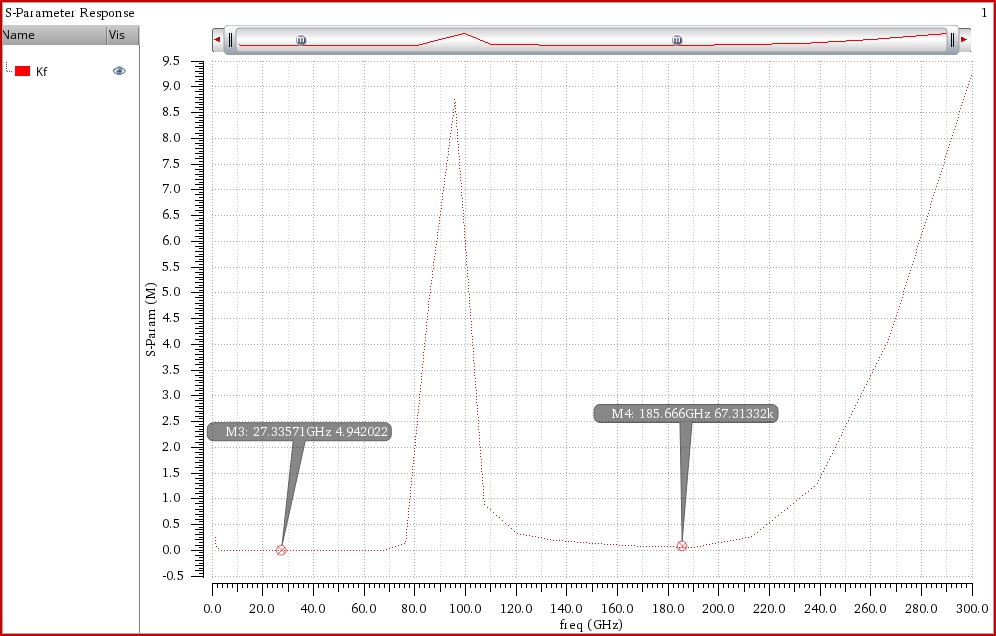 S-Parameter Response 1
Name Vis
Kf
m m
9.5
9.0
8.5
8.0
7.5
7.0
6.5
6.0
5.5
5.0
4.5
4.0
3.5
3.0
2.5
2.0
1.5
1.0
0.5
0.0
-0.5
S-Param (M)
M4: 185.666GHz 67.31332k
M3: 27.33571GHz 4.942022
0.0 20.0 40.0 60.0 80.0 100.0 120.0 140.0 160.0 180.0 200.0 220.0 240.0 260.0 280.0 300.0
freq (GHz)